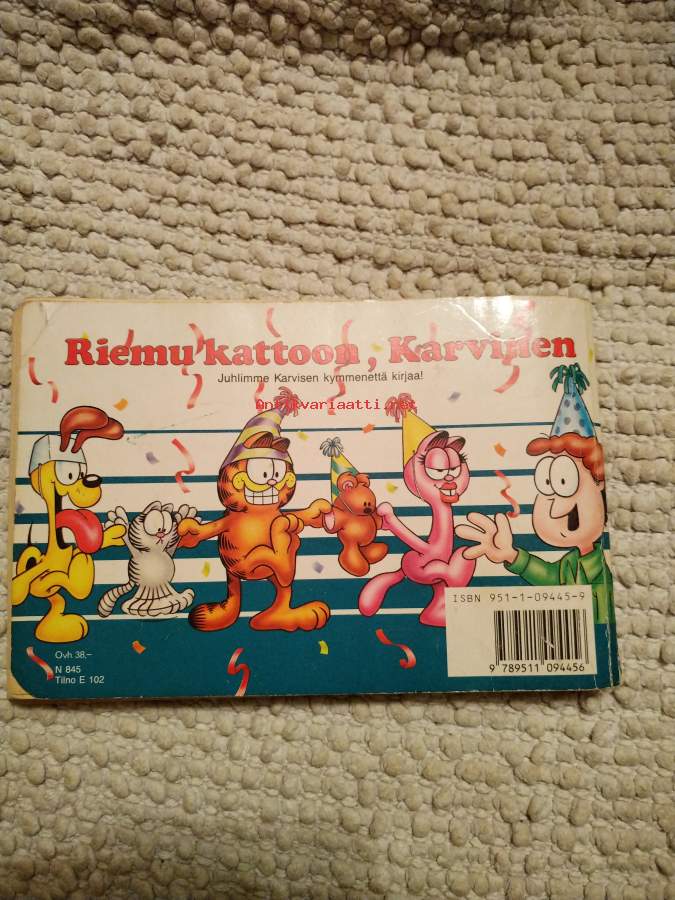 Riemu kattoon, Karvinen
Juhlimme Karvisen kymmenettä kirjaa!
Antikvariaatti.net
ISBN 951-1-09445-9
9 789511 094456
Ovh 38,–
N 845
Tilno E 102